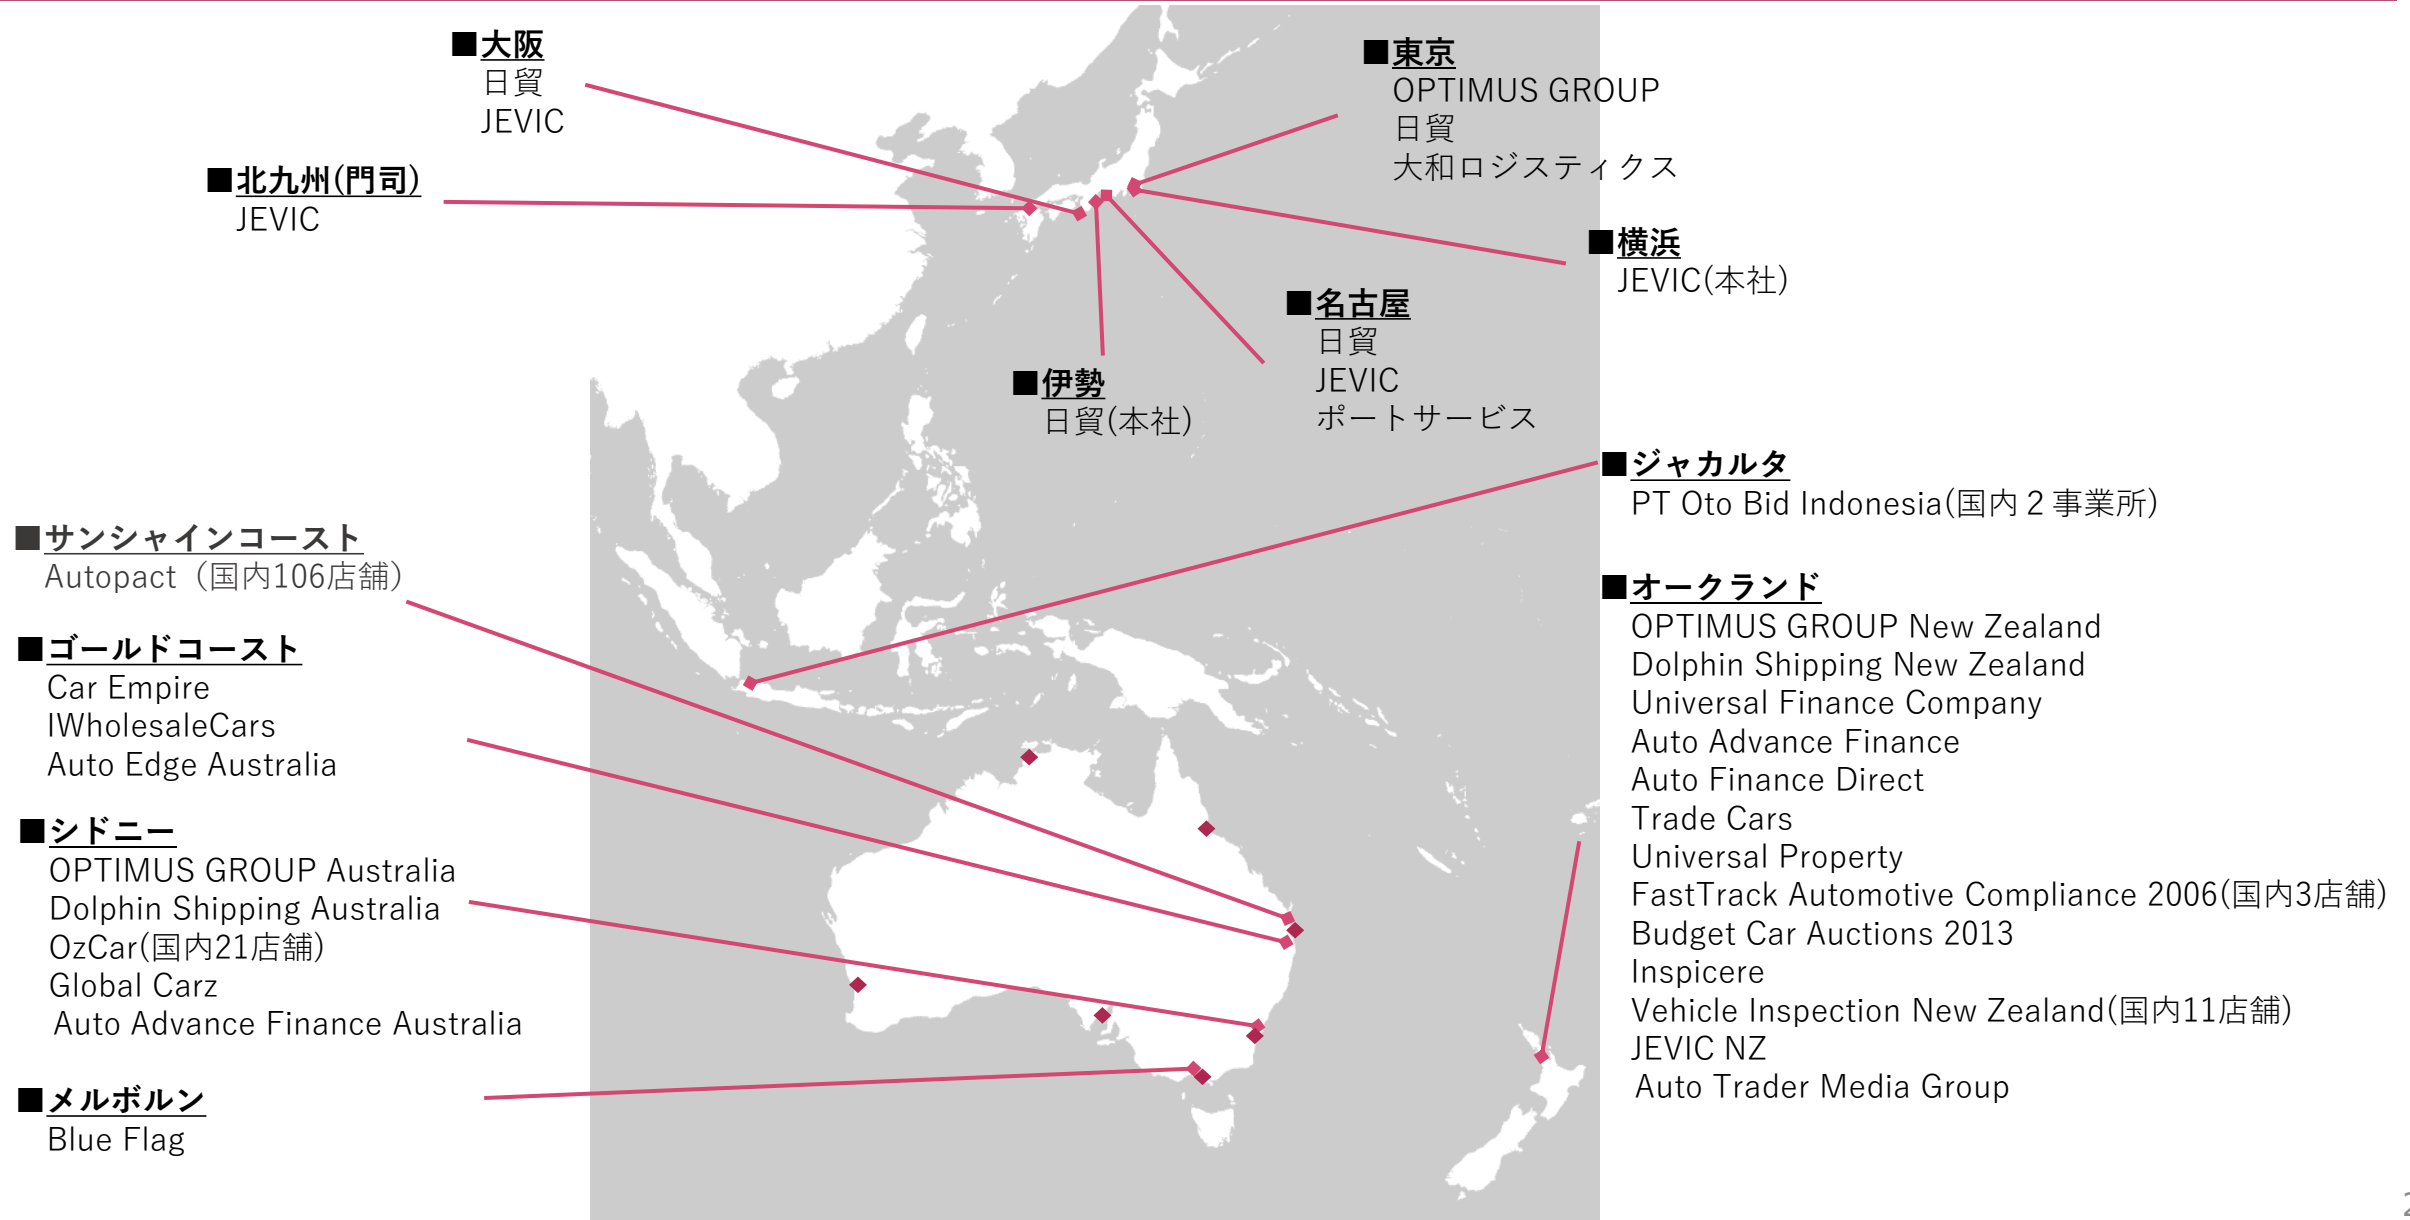 ■大阪
日貿
JEVIC
■東京
OPTIMUS GROUP
日貿
大和ロジスティクス
■北九州(門司)
JEVIC
■横浜
JEVIC(本社)
■名古屋
日貿
JEVIC
ポートサービス
■伊勢
日貿(本社)
■ジャカルタ
PT Oto Bid Indonesia(国内２事業所)
■サンシャインコースト
Autopact（国内106店舗）
■ゴールドコースト
Car Empire
IWholesaleCars
Auto Edge Australia
■シドニー
OPTIMUS GROUP Australia
Dolphin Shipping Australia
OzCar(国内21店舗)
Global Carz
Auto Advance Finance Australia
■メルボルン
Blue Flag
■オークランド
OPTIMUS GROUP New Zealand
Dolphin Shipping New Zealand
Universal Finance Company
Auto Advance Finance
Auto Finance Direct
Trade Cars
Universal Property
FastTrack Automotive Compliance 2006(国内3店舗)
Budget Car Auctions 2013
Inspicere
Vehicle Inspection New Zealand(国内11店舗)
JEVIC NZ
Auto Trader Media Group